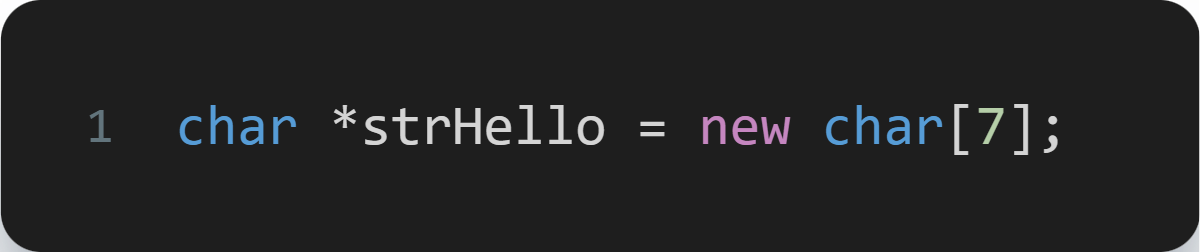 1 char *strHello = new char[7];